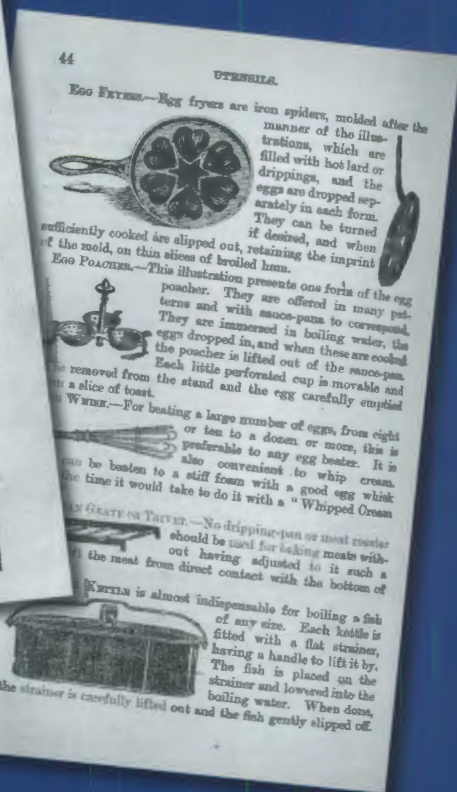 44
UTENSILS.
EGG FRYERS.—Egg fryers are iron spiders, molded after the
manner of the illus-
trations, which are
filled with hot lard or
drippings, and the
eggs are dropped sep-
arately in each form.
They can be turned
if desired, and when
sufficiently cooked are slipped out, retaining the imprint
of the mold, on thin slices of broiled ham.
EGG POACHER.—This illustration presents one form of the egg
poacher. They are offered in many pat-
terns and with sauce-pans to correspond.
They are immersed in boiling water, the
eggs dropped in, and when these are cooked
the poacher is lifted out of the sauce-pan.
Each little perforated cup is movable and
removed from the stand and the egg carefully emptied
a slice of toast.
WHISK.—For beating a large number of eggs, from eight
or ten to a dozen or more, this is
preferable to any egg beater. It is
also convenient to whip cream.
can be beaten to a stiff foam with a good egg whisk
time it would take to do it with a "Whipped Cream
GRATE OR TRIVET.—No dripping-pan or meat roaster
should be used for baking meats with-
out having adjusted to it such a
the meat from direct contact with the bottom of
KETTLE is almost indispensable for boiling a fish
of any size. Each kettle is
fitted with a flat strainer,
having a handle to lift it by.
The fish is placed on the
strainer and lowered into the
boiling water. When done,
the strainer is carefully lifted out and the fish gently slipped off.